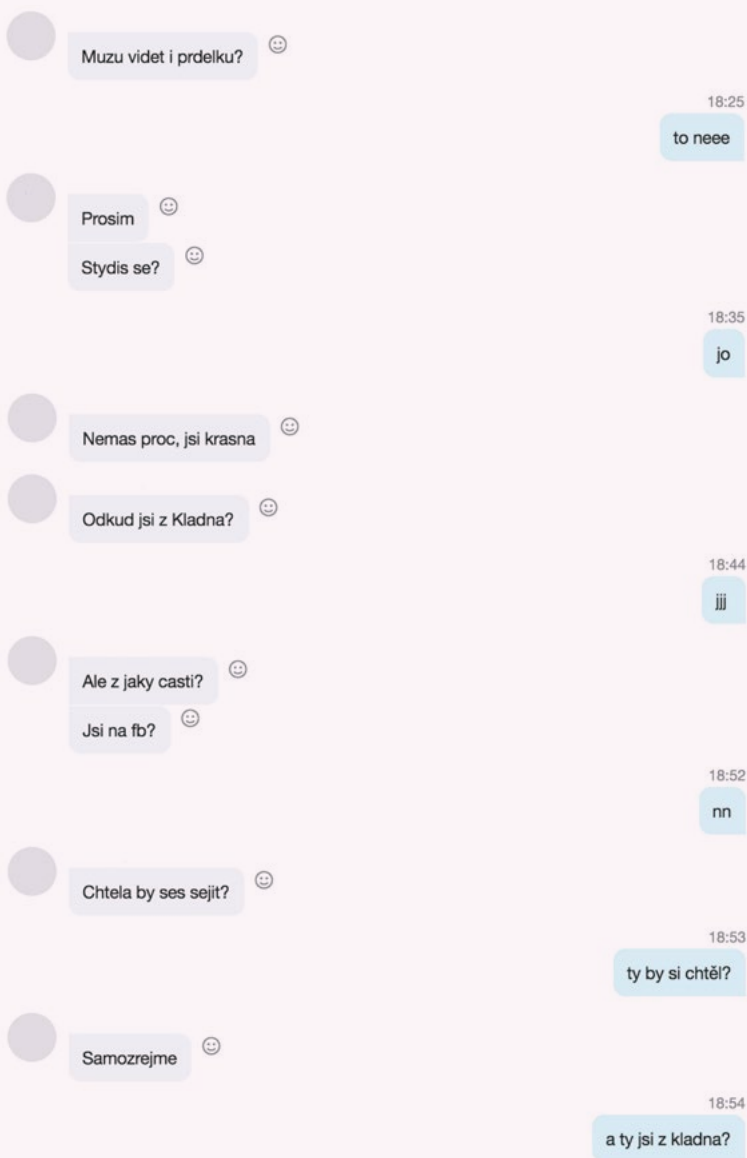 Muzu videt i prdelku?
18:25
to neee
Prosim
Stydis se?
18:35
jo
Nemas proc, jsi krasna
Odkud jsi z Kladna?
18:44
jjj
Ale z jaky casti?
Jsi na fb?
18:52
nn
Chtela by ses sejit?
18:53
ty by si chtěl?
Samozrejme
18:54
a ty jsi z kladna?